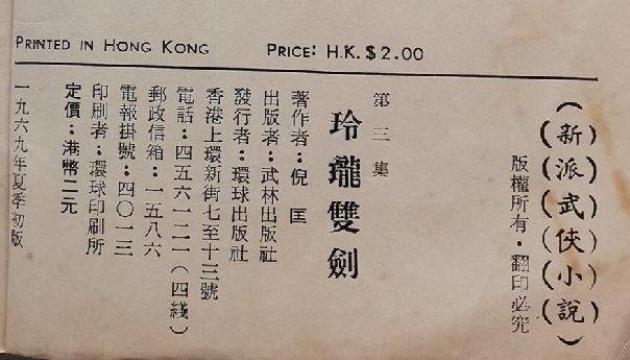 PRINTED IN HONG KONG PRICE: H.K.$2.00
(新)(派)(武)(俠)(小)(說)
版權所有·翻印必究
第三集
玲瓏雙劍
著作者：倪匡
出版者：武林出版社
發行者：環球出版社
香港上環新街七至十三號
電話：四五六一二一（四綫）
郵政信箱：一五八六
電報掛號：四〇一三
印刷者：環球印刷所
定價：港幣二元
一九六九年夏季初版